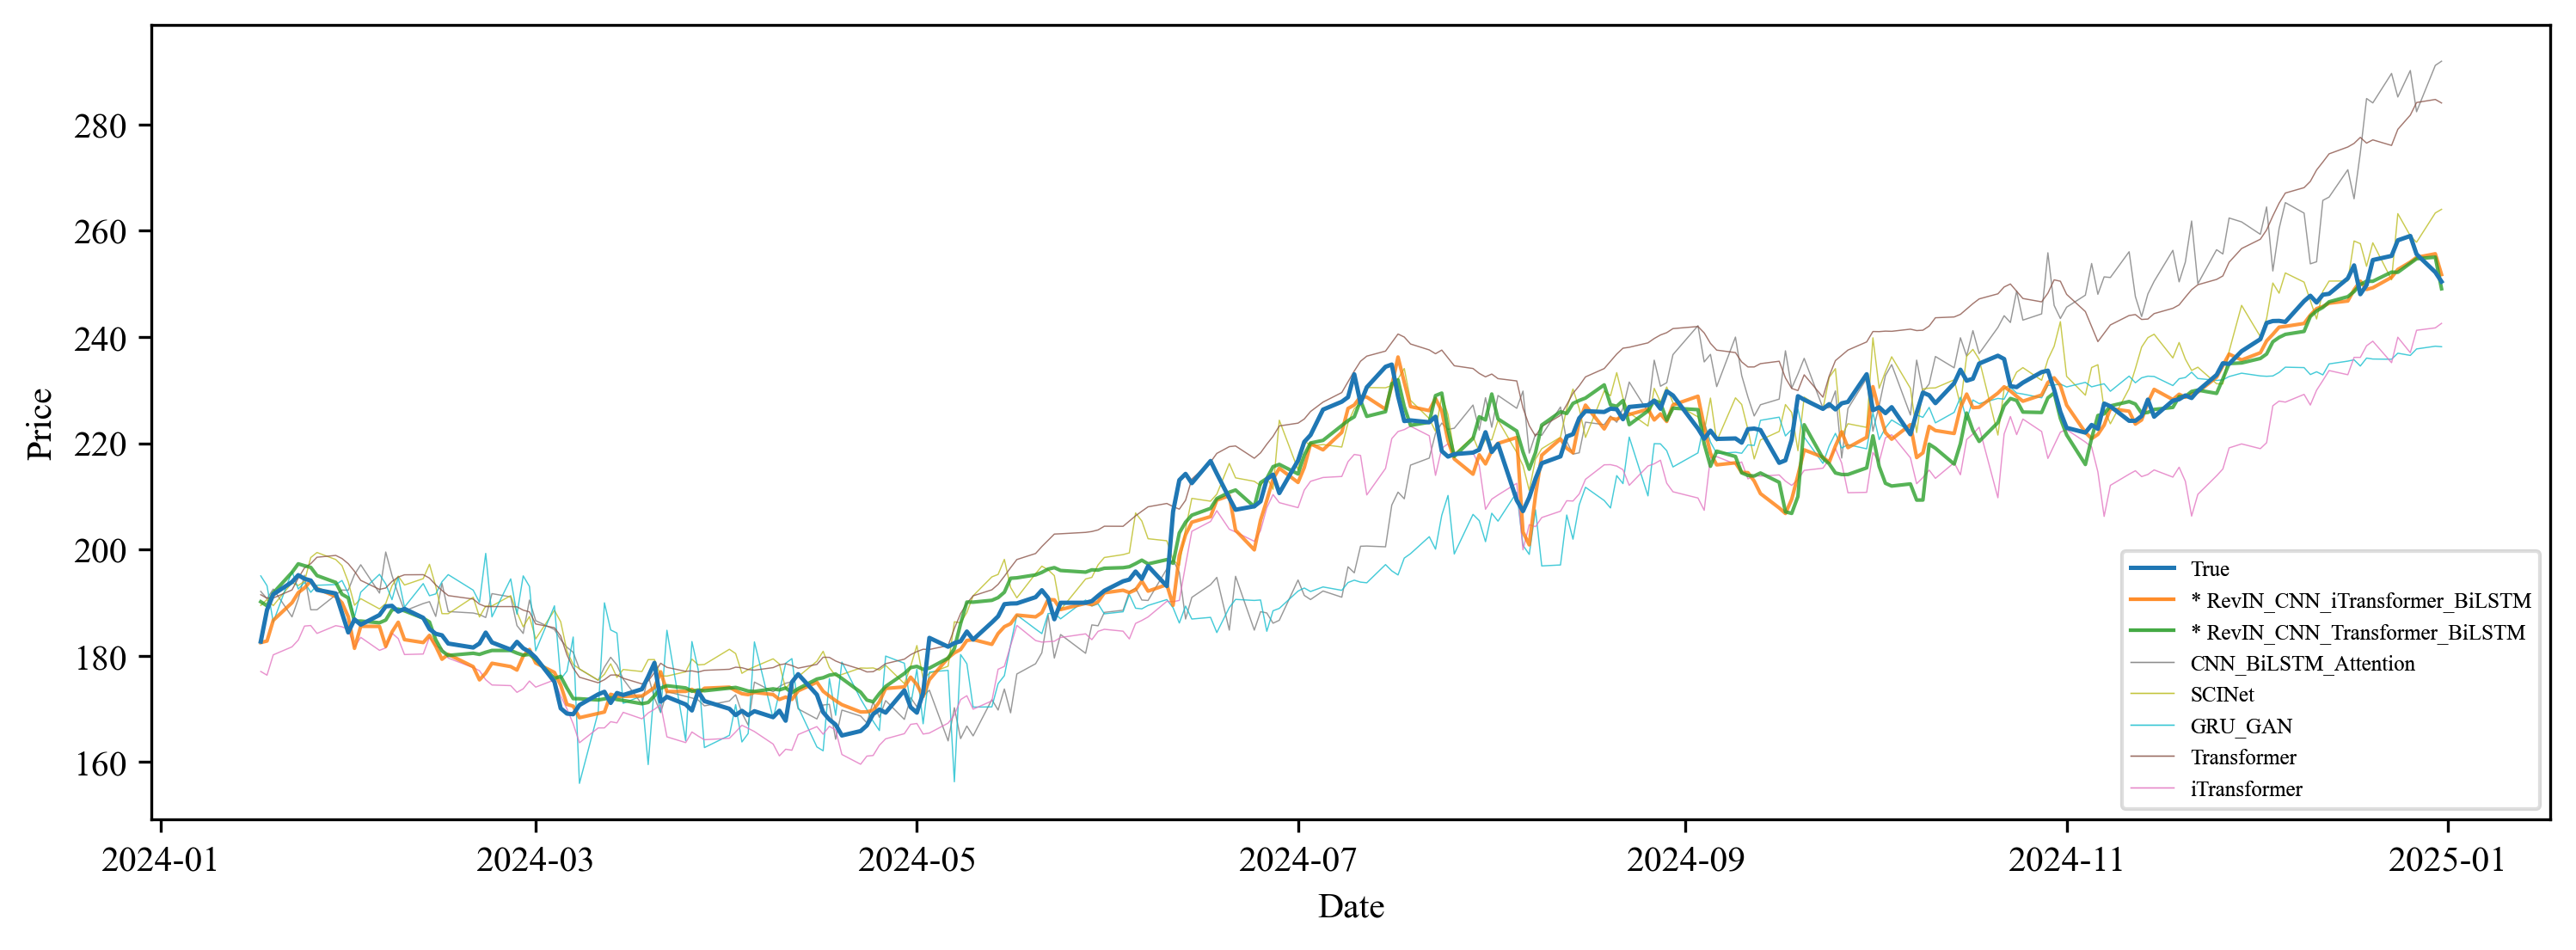 280
260
240
220
200
180
160
Price
2024-01 2024-03 2024-05 2024-07 2024-09 2024-11 2025-01
Date
True
* RevIN_CNN_iTransformer_BiLSTM
* RevIN_CNN_Transformer_BiLSTM
CNN_BiLSTM_Attention
SCINet
GRU_GAN
Transformer
iTransformer